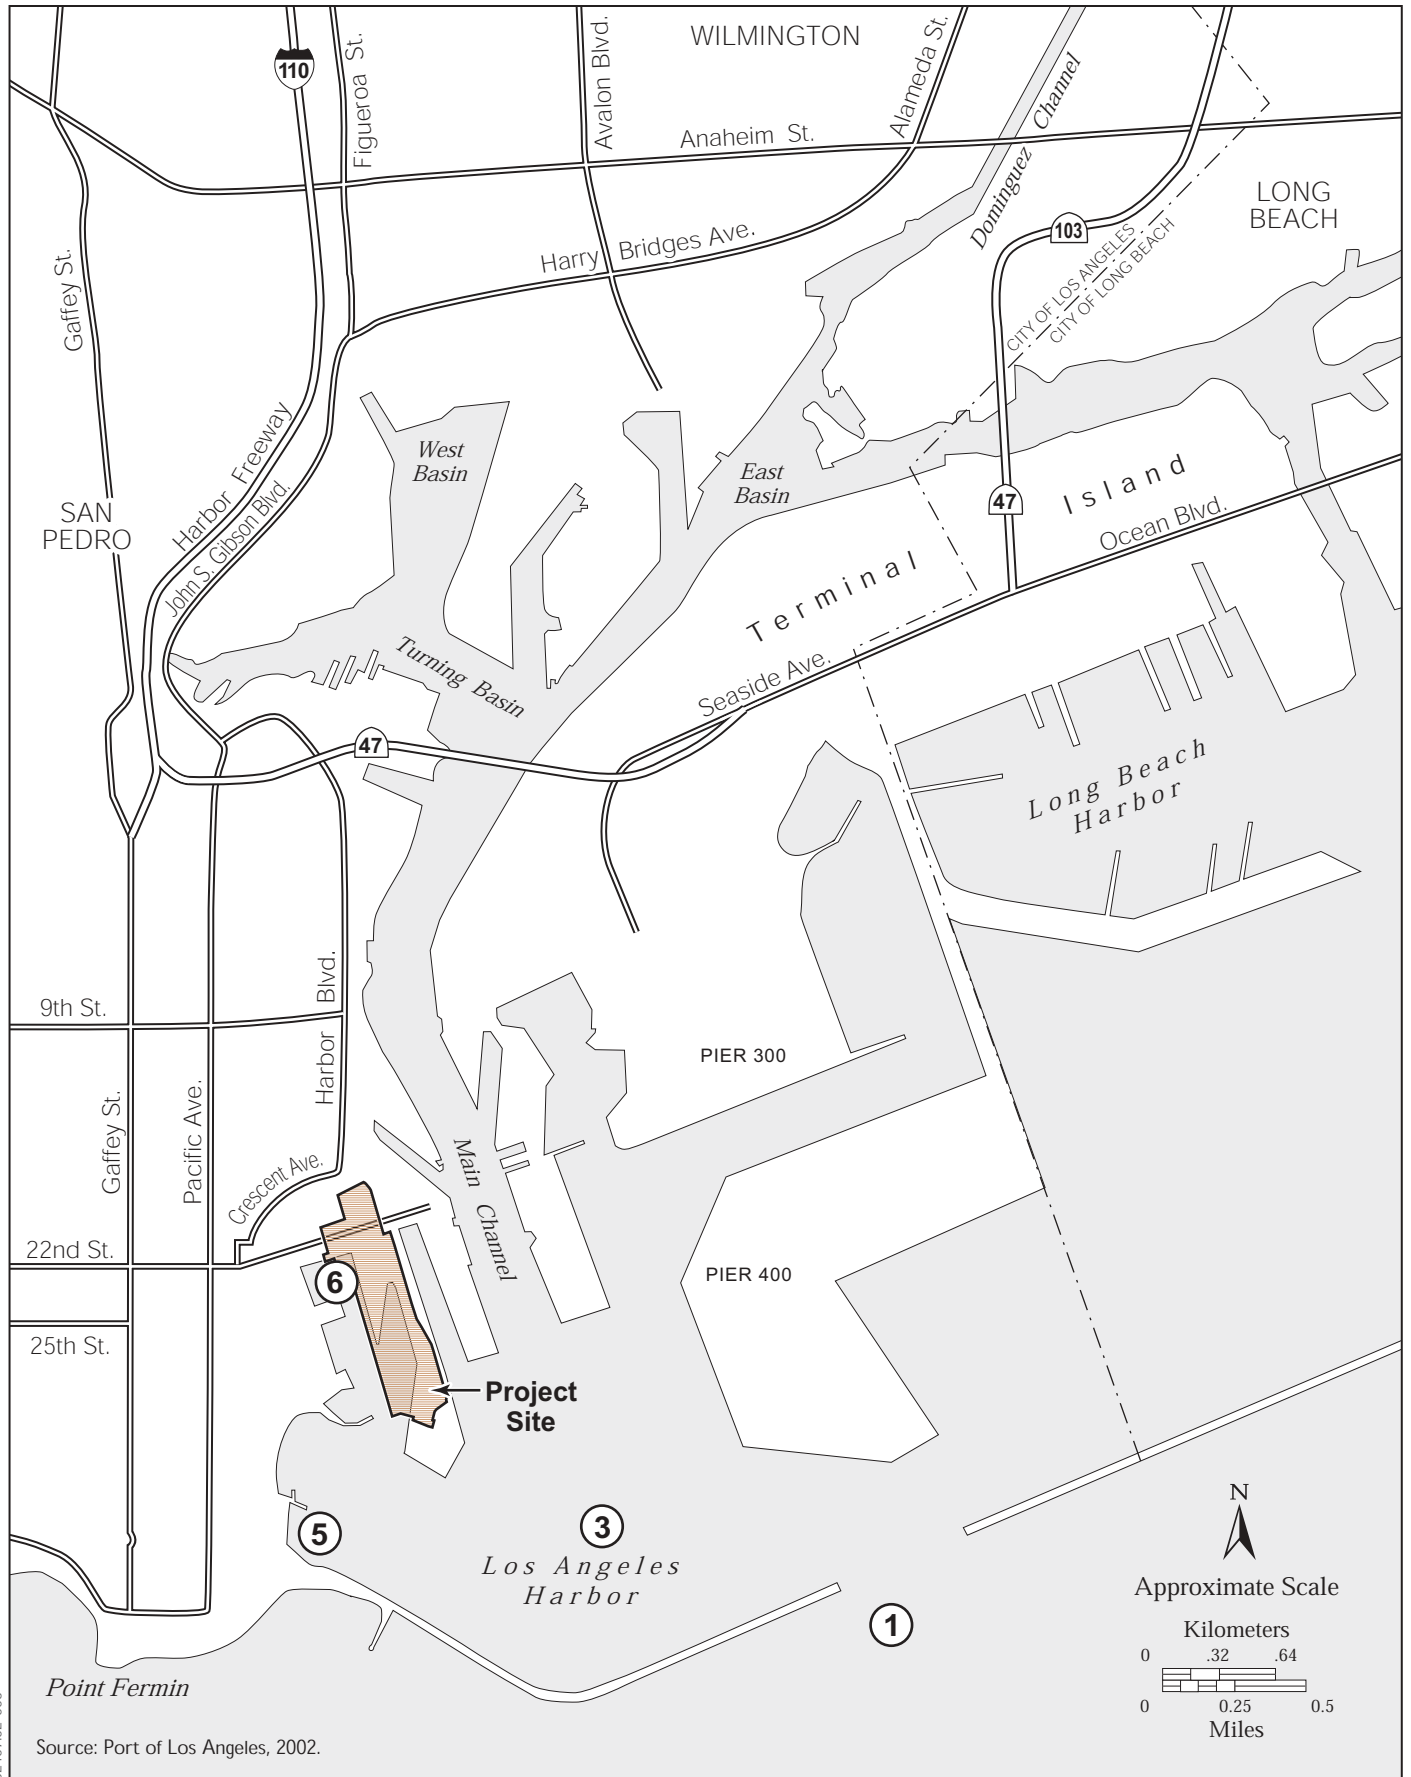 WILMINGTON
110
Figueroa St.
Avalon Blvd.
Alameda St.
Dominguez Channel
Anaheim St.
LONG
BEACH
103
Harry Bridges Ave.
Gaffey St.
CITY OF LOS ANGELES
CITY OF LONG BEACH
Harbor Freeway
John S. Gibson Blvd.
West
Basin
East
Basin
SAN
PEDRO
47
Terminal Island
Ocean Blvd.
Turning Basin
Seaside Ave.
47
Long Beach
Harbor
9th St.
Harbor Blvd.
PIER 300
Gaffey St.
Pacific Ave.
Main Channel
Crescent Ave.
22nd St.
6
PIER 400
25th St.
Project
Site
5
3
Los Angeles
Harbor
1
N
Approximate Scale
Kilometers
0 .32 .64
0 0.25 0.5
Miles
Point Fermin
Source: Port of Los Angeles, 2002.